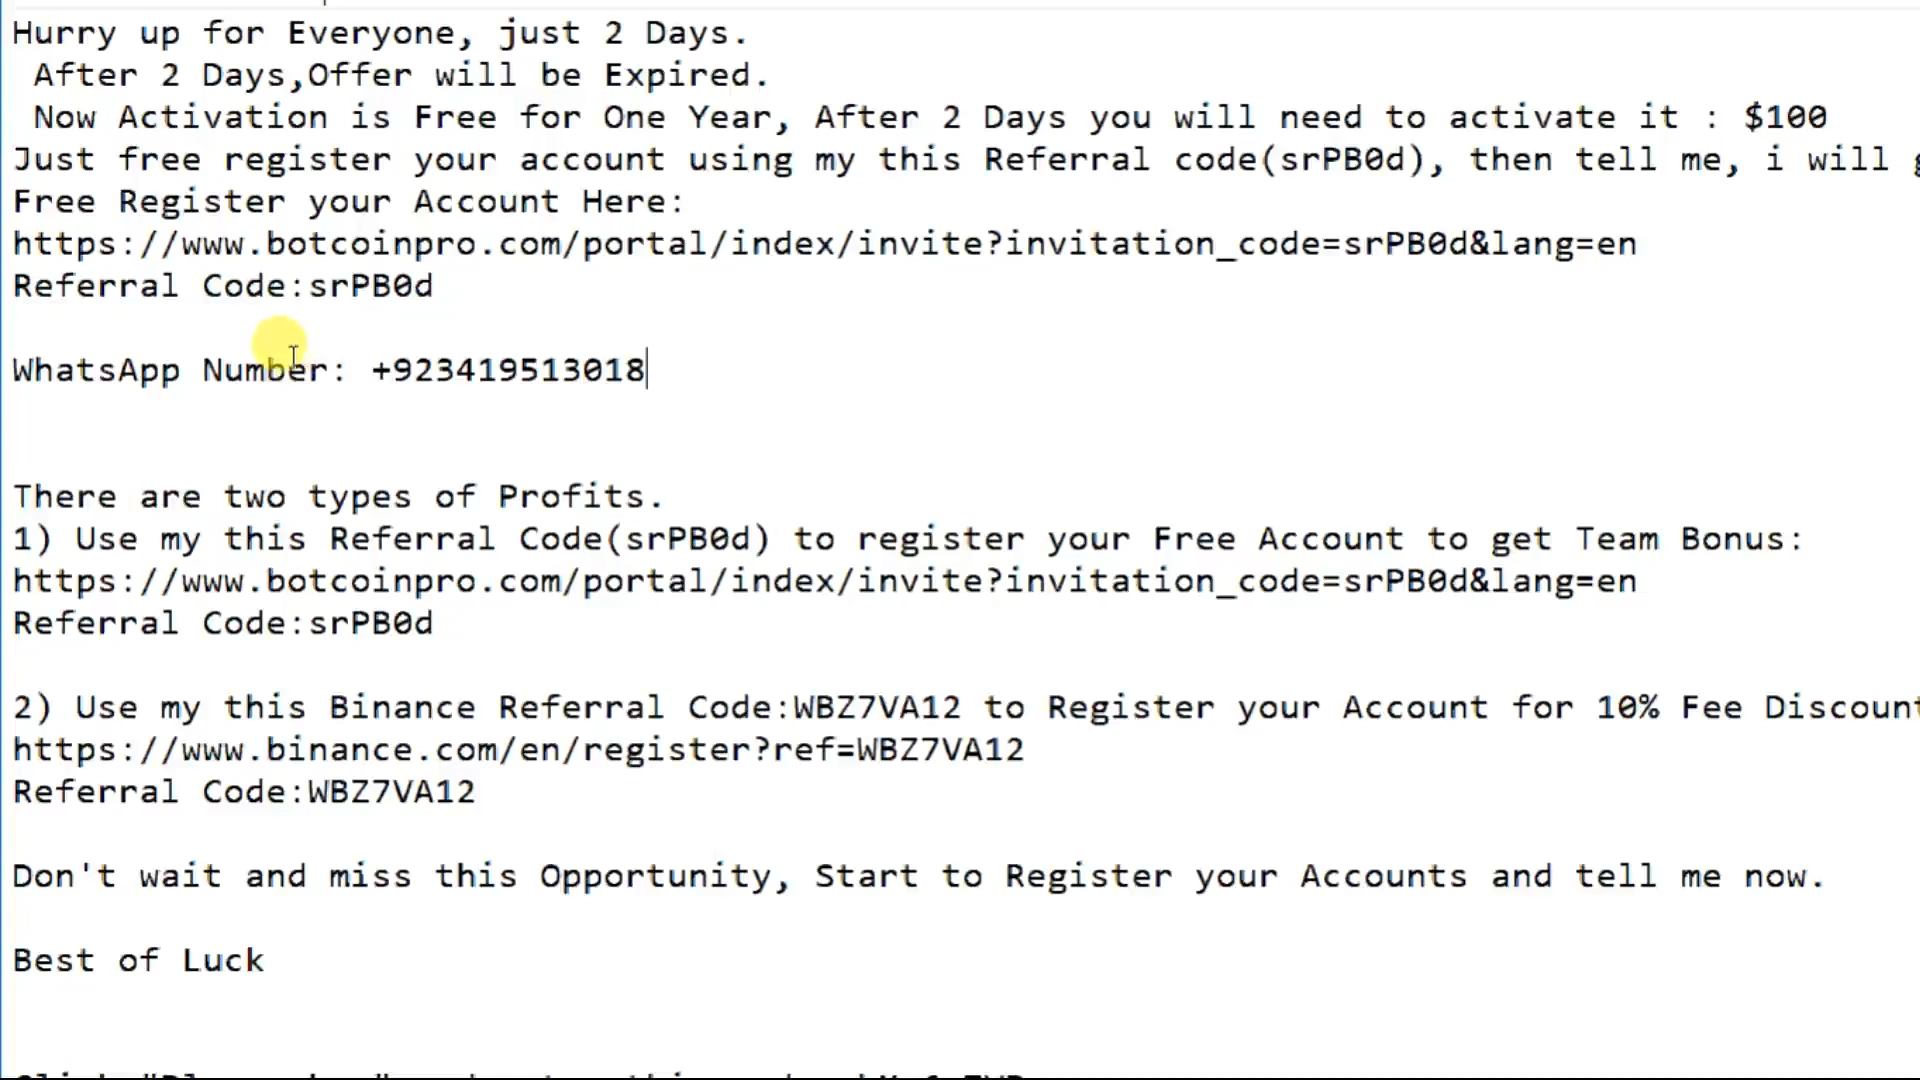 Hurry up for Everyone, just 2 Days.
After 2 Days,Offer will be Expired.
Now Activation is Free for One Year, After 2 Days you will need to activate it : $100
Just free register your account using my this Referral code(srPB0d), then tell me, i will
Free Register your Account Here:
https://www.botcoinpro.com/portal/index/invite?invitation_code=srPB0d&lang=en
Referral Code:srPB0d
WhatsApp Number: +923419513018
There are two types of Profits.
1) Use my this Referral Code(srPB0d) to register your Free Account to get Team Bonus:
https://www.botcoinpro.com/portal/index/invite?invitation_code=srPB0d&lang=en
Referral Code:srPB0d
2) Use my this Binance Referral Code:WBZ7VA12 to Register your Account for 10% Fee Discount
https://www.binance.com/en/register?ref=WBZ7VA12
Referral Code:WBZ7VA12
Don't wait and miss this Opportunity, Start to Register your Accounts and tell me now.
Best of Luck